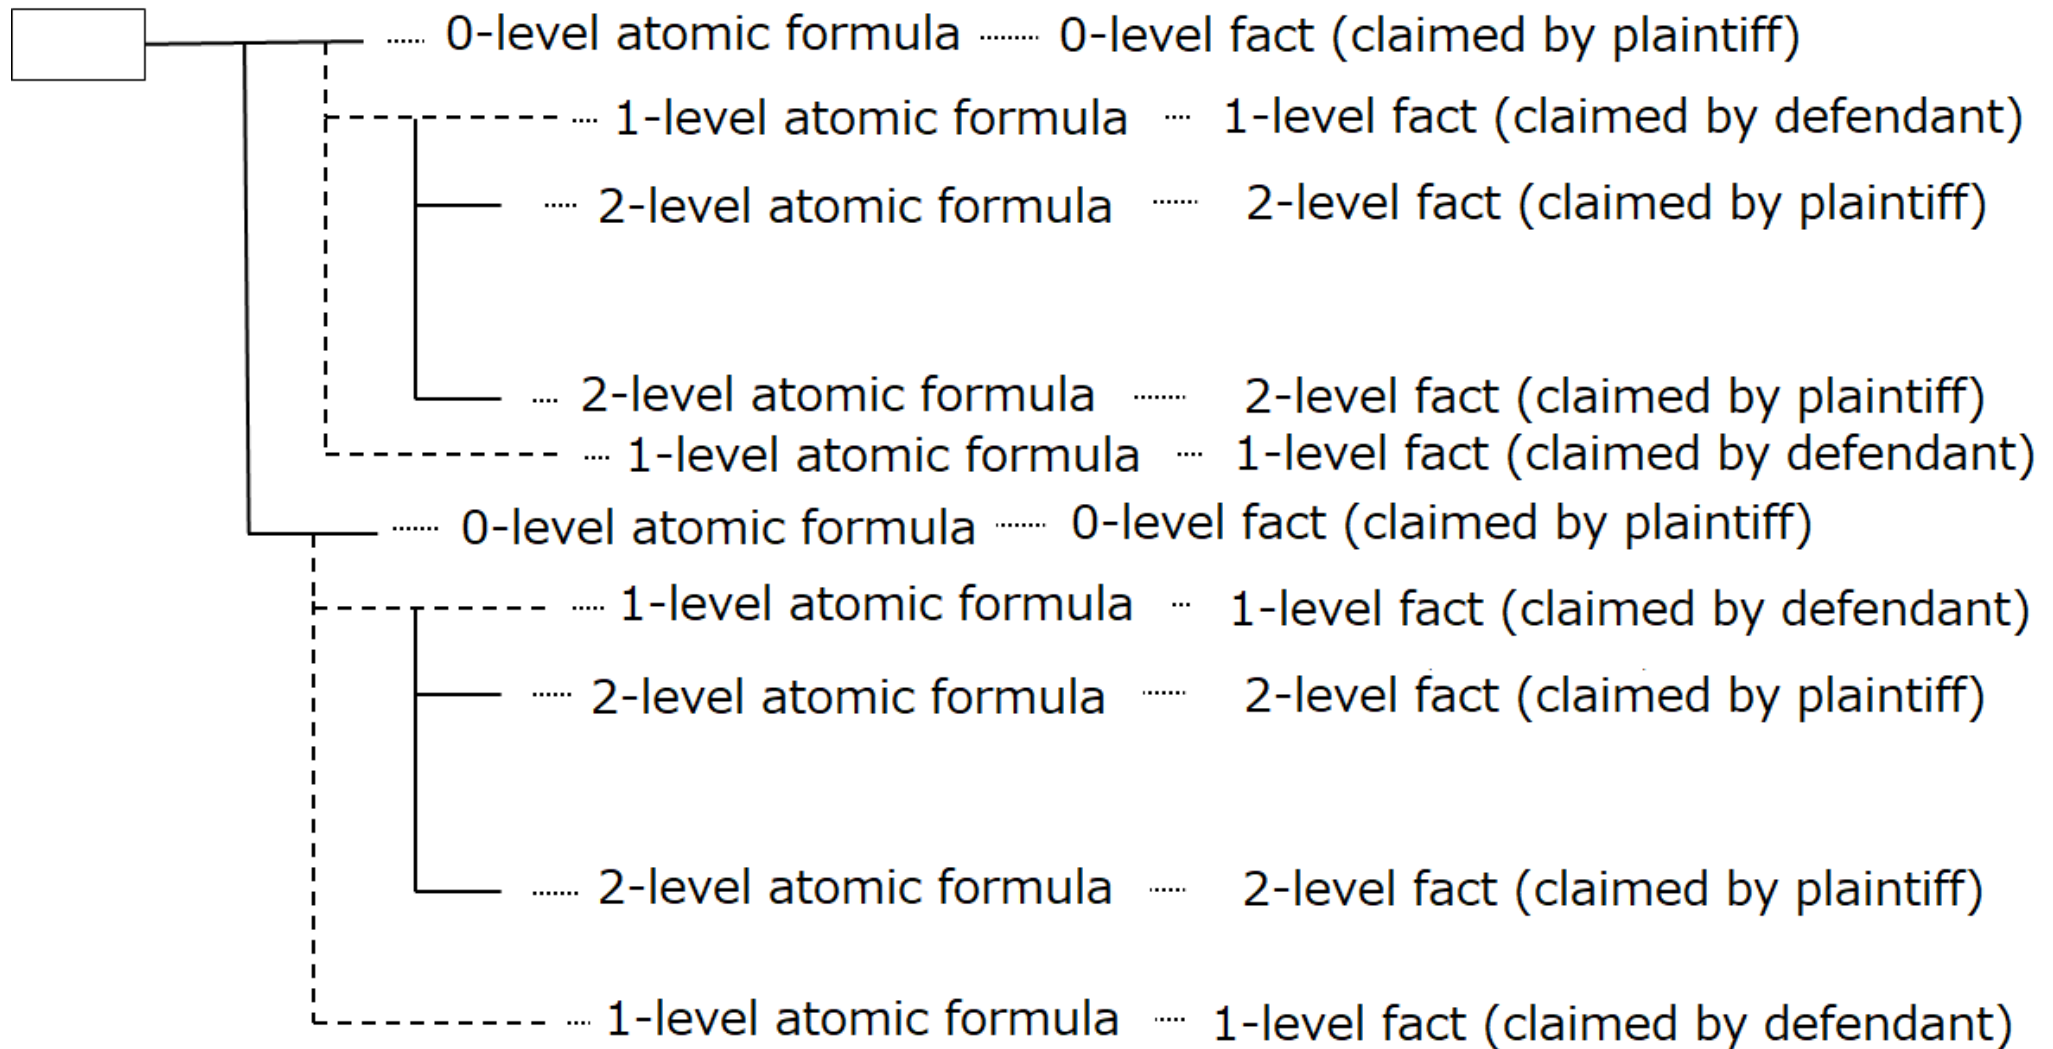 0-level atomic formula 0-level fact (claimed by plaintiff)
1-level atomic formula 1-level fact (claimed by defendant)
2-level atomic formula 2-level fact (claimed by plaintiff)
2-level atomic formula 2-level fact (claimed by plaintiff)
1-level atomic formula 1-level fact (claimed by defendant)
0-level atomic formula 0-level fact (claimed by plaintiff)
1-level atomic formula 1-level fact (claimed by defendant)
2-level atomic formula 2-level fact (claimed by plaintiff)
2-level atomic formula 2-level fact (claimed by plaintiff)
1-level atomic formula 1-level fact (claimed by defendant)